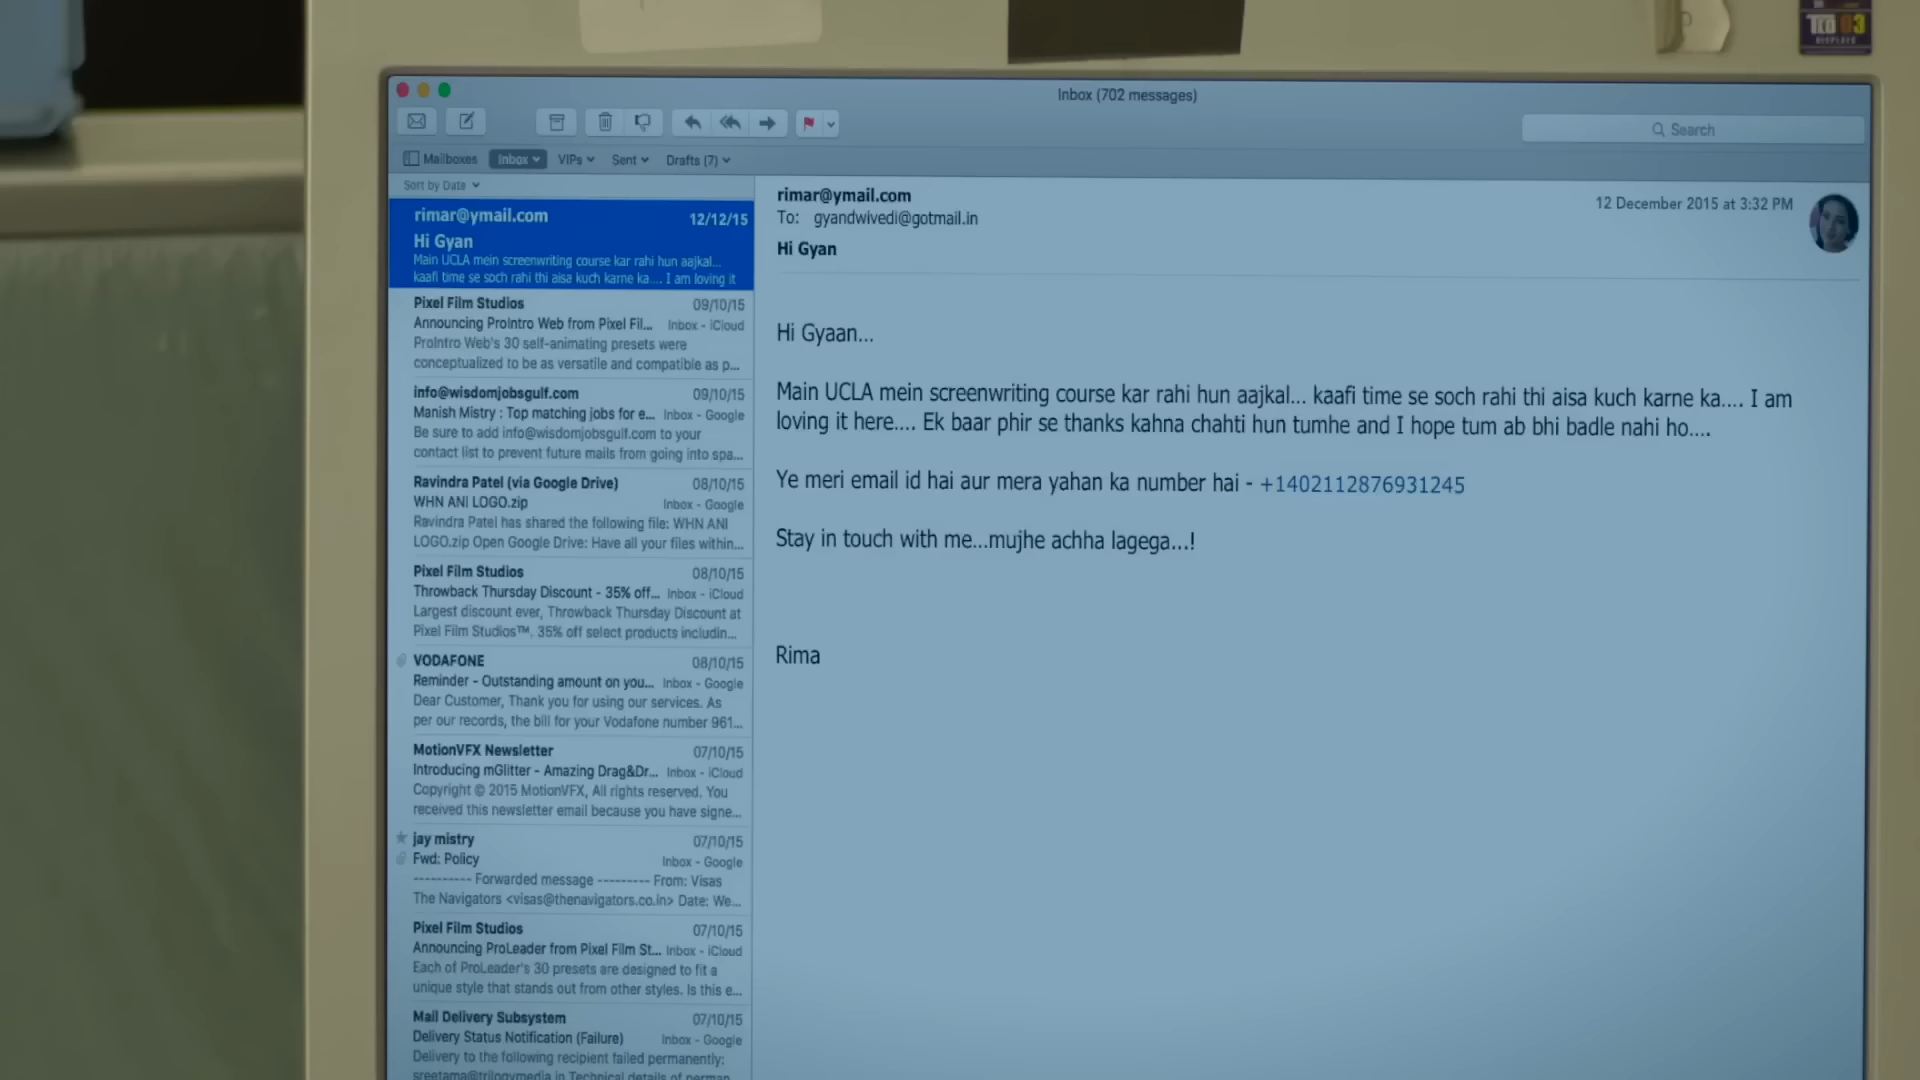 TCO 03
DISPLAYS
Inbox (702 messages)
Search
Mailboxes Inbox VIPs Sent Drafts (7)
Sort by Date
rimar@ymail.com 12/12/15
Hi Gyan
Main UCLA mein screenwriting course kar rahi hun aajkal...
kaafi time se soch rahi thi aisa kuch karne ka.... I am loving it
Pixel Film Studios 09/10/15
Announcing ProIntro Web from Pixel Fil... Inbox - iCloud
ProIntro Web's 30 self-animating presets were
conceptualized to be as versatile and compatible as p...
info@wisdomjobsgulf.com 09/10/15
Manish Mistry : Top matching jobs for e... Inbox - Google
Be sure to add info@wisdomjobsgulf.com to your
contact list to prevent future mails from going into spa...
Ravindra Patel (via Google Drive) 08/10/15
WHN ANI LOGO.zip Inbox - Google
Ravindra Patel has shared the following file: WHN ANI
LOGO.zip Open Google Drive: Have all your files within...
Pixel Film Studios 08/10/15
Throwback Thursday Discount - 35% off... Inbox - iCloud
Largest discount ever, Throwback Thursday Discount at
Pixel Film Studios™, 35% off select products includin...
VODAFONE 08/10/15
Reminder - Outstanding amount on you... Inbox - Google
Dear Customer, Thank you for using our services. As
per our records, the bill for your Vodafone number 961...
MotionVFX Newsletter 07/10/15
Introducing mGlitter - Amazing Drag&Dr... Inbox - iCloud
Copyright © 2015 MotionVFX, All rights reserved. You
received this newsletter email because you have signe...
jay mistry 07/10/15
Fwd: Policy Inbox - Google
---------- Forwarded message --------- From: Visas
The Navigators <visas@thenavigators.co.in> Date: We...
Pixel Film Studios 07/10/15
Announcing ProLeader from Pixel Film St... Inbox - iCloud
Each of ProLeader's 30 presets are designed to fit a
unique style that stands out from other styles. Is this e...
Mail Delivery Subsystem 07/10/15
Delivery Status Notification (Failure) Inbox - Google
Delivery to the following recipient failed permanently:
sreetama@trilogymedia.in Technical details of perman...
rimar@ymail.com 12 December 2015 at 3:32 PM
To: gyandwivedi@gotmail.in
Hi Gyan
Hi Gyaan...
Main UCLA mein screenwriting course kar rahi hun aajkal... kaafi time se soch rahi thi aisa kuch karne ka.... I am
loving it here.... Ek baar phir se thanks kahna chahti hun tumhe and I hope tum ab bhi badle nahi ho....
Ye meri email id hai aur mera yahan ka number hai - +1402112876931245
Stay in touch with me...mujhe achha lagega...!
Rima